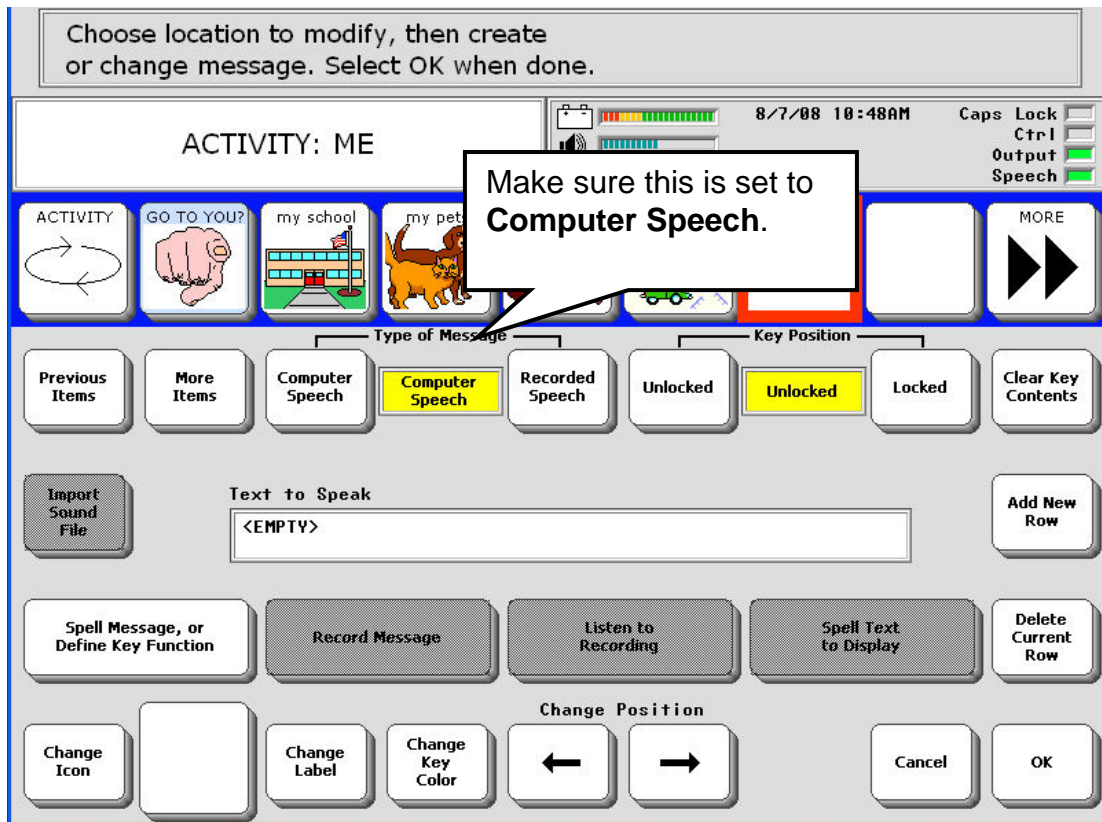 Choose location to modify, then create
or change message. Select OK when done.
ACTIVITY: ME
8/7/08 10:48AM
Caps Lock
Ctrl
Output
Speech
Make sure this is set to
Computer Speech.
ACTIVITY
GO TO YOU?
my school
my pet
MORE
Type of Message
Key Position
Previous
Items
More
Items
Computer
Speech
Computer
Speech
Recorded
Speech
Unlocked
Unlocked
Locked
Clear Key
Contents
Import
Sound
File
Text to Speak
<EMPTY>
Add New
Row
Spell Message, or
Define Key Function
Record Message
Listen to
Recording
Spell Text
to Display
Delete
Current
Row
Change Position
Change
Icon
Change
Label
Change
Key
Color
Cancel
OK